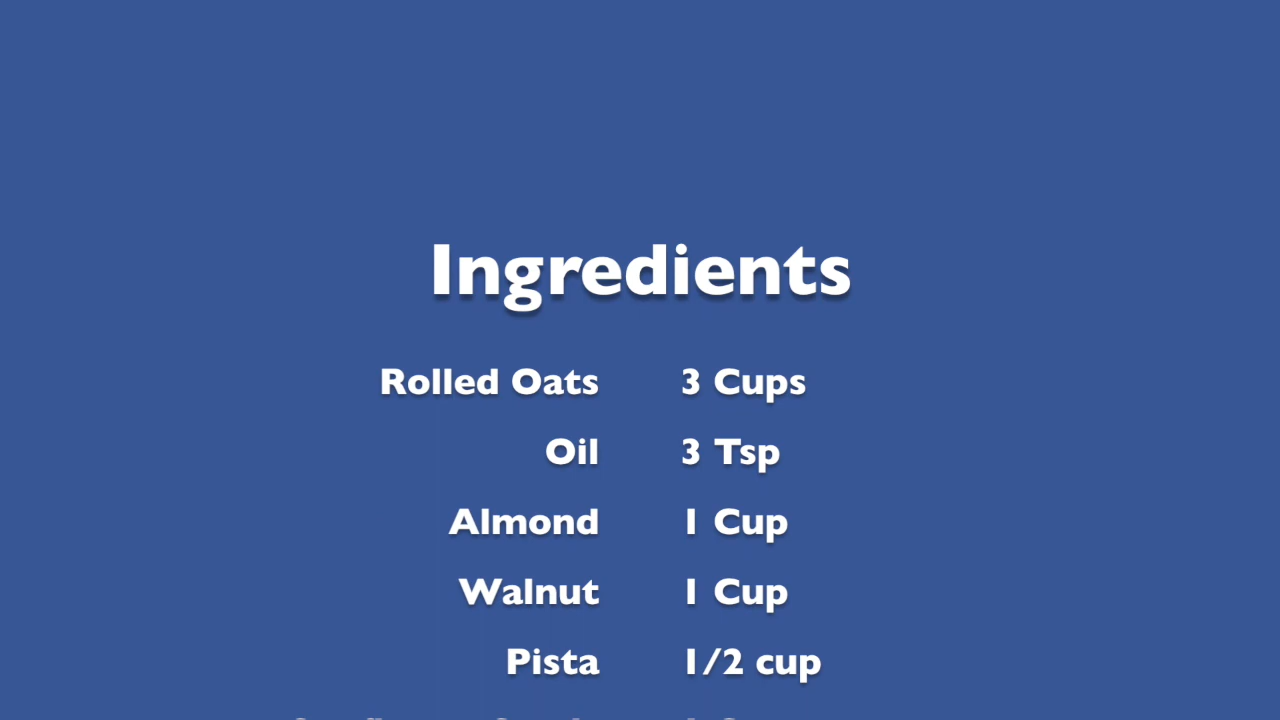 Ingredients
Rolled Oats 3 Cups
Oil 3 Tsp
Almond 1 Cup
Walnut 1 Cup
Pista 1/2 cup